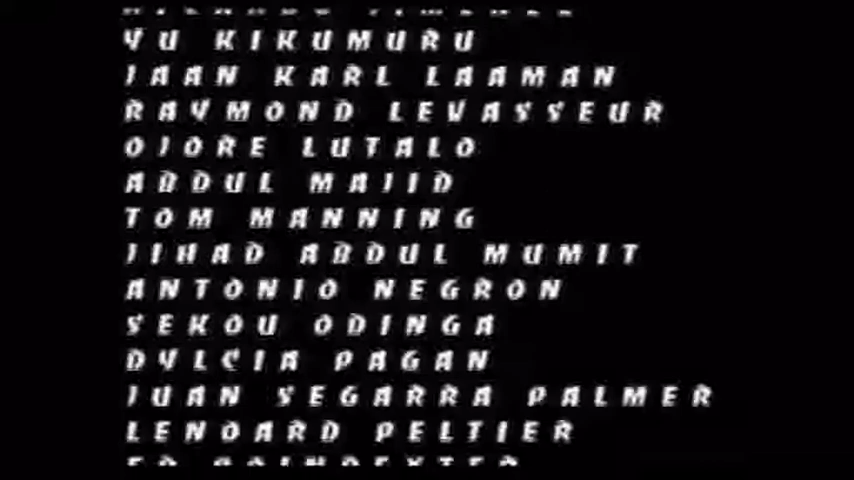 YU KIKUMURU
JAAN KARL LAAMAN
RAYMOND LEVASSEUR
OJORE LUTALO
ABDUL MAJID
TOM MANNING
JIHAD ABDUL MUMIT
ANTONIO NEGRON
SEKOU ODINGA
DYLCIA PAGAN
JUAN SEGARRA PALMER
LENOARD PELTIER